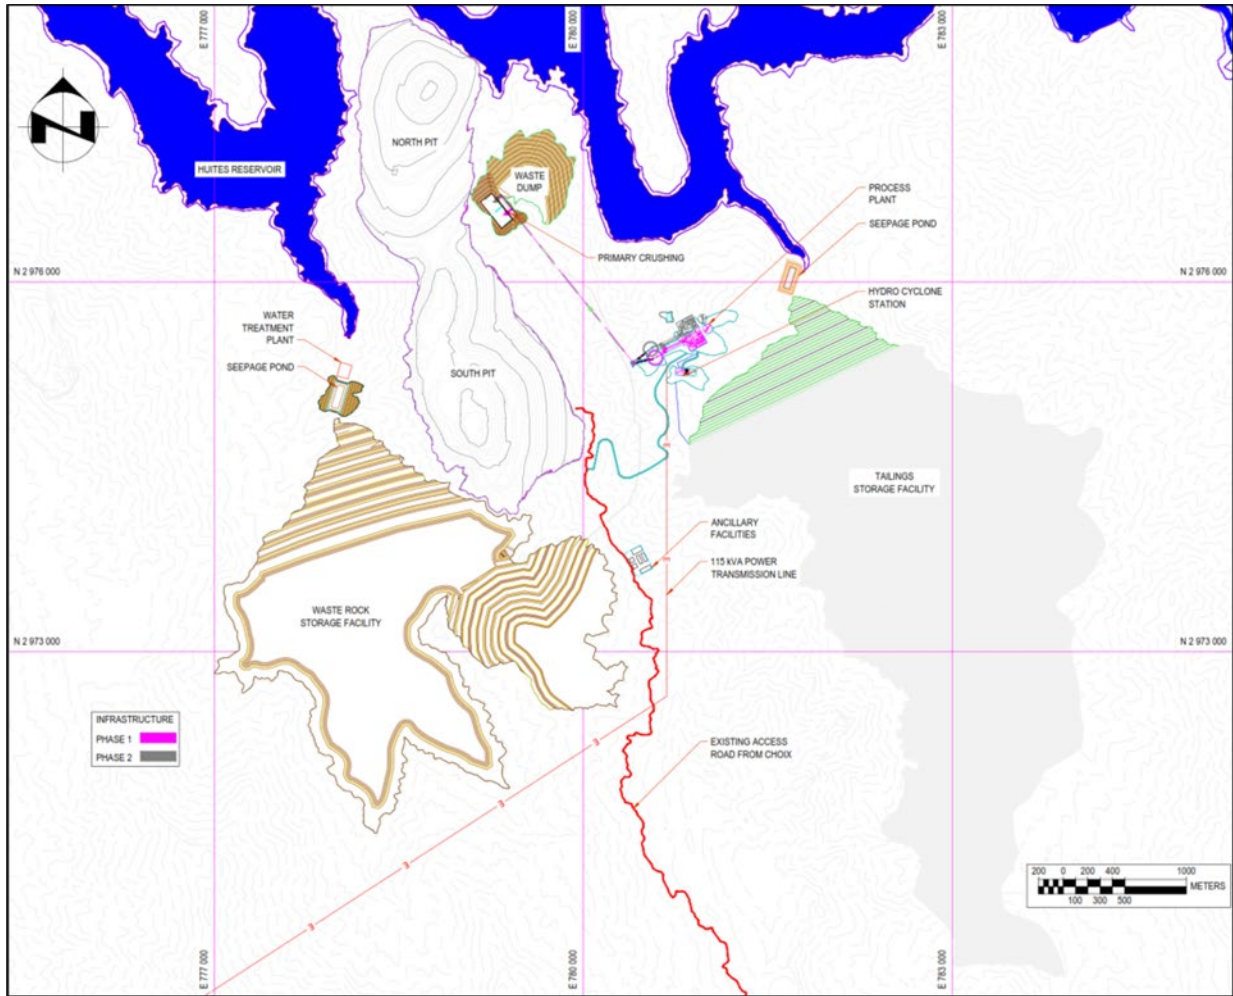 E 777 000
E 780 000
E 783 000
N
NORTH PIT
HUITES RESERVOIR
WASTE
DUMP
PROCESS
PLANT
SEEPAGE POND
PRIMARY CRUSHING
N 2 976 000
N 2 976 000
HYDRO CYCLONE
STATION
WATER
TREATMENT
PLANT
SEEPAGE POND
SOUTH PIT
TAILINGS
STORAGE FACILITY
ANCILLARY
FACILITIES
115 kVA POWER
TRANSMISSION LINE
WASTE ROCK
STORAGE FACILITY
N 2 973 000
N 2 973 000
INFRASTRUCTURE
PHASE 1
PHASE 2
EXISTING ACCESS
ROAD FROM CHOIX
200 0 200 400 1000
METERS
100 300 500
E 777 000
E 780 000
E 783 000